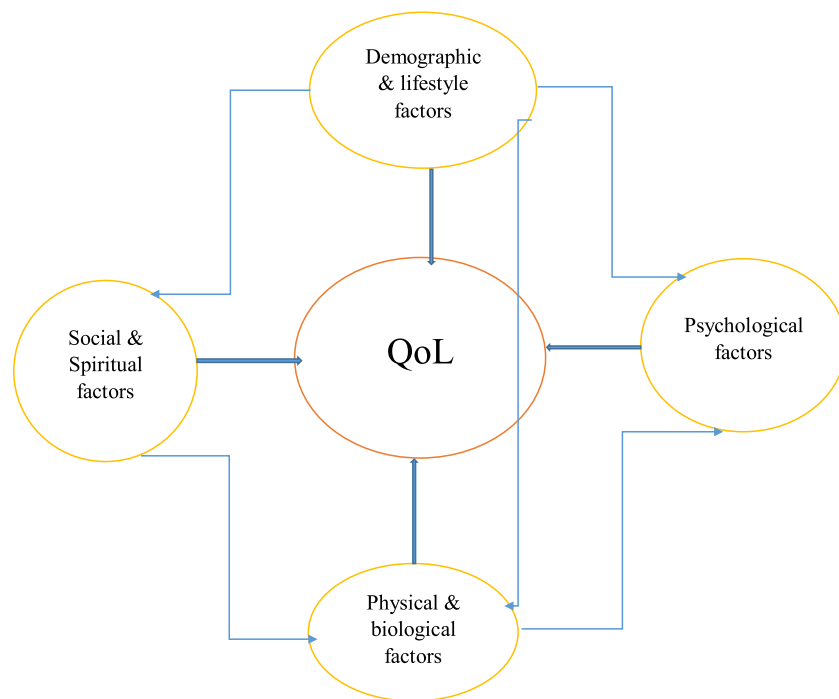 Demographic
& lifestyle
factors
Social &
Spiritual
factors
QoL
Psychological
factors
Physical &
biological
factors